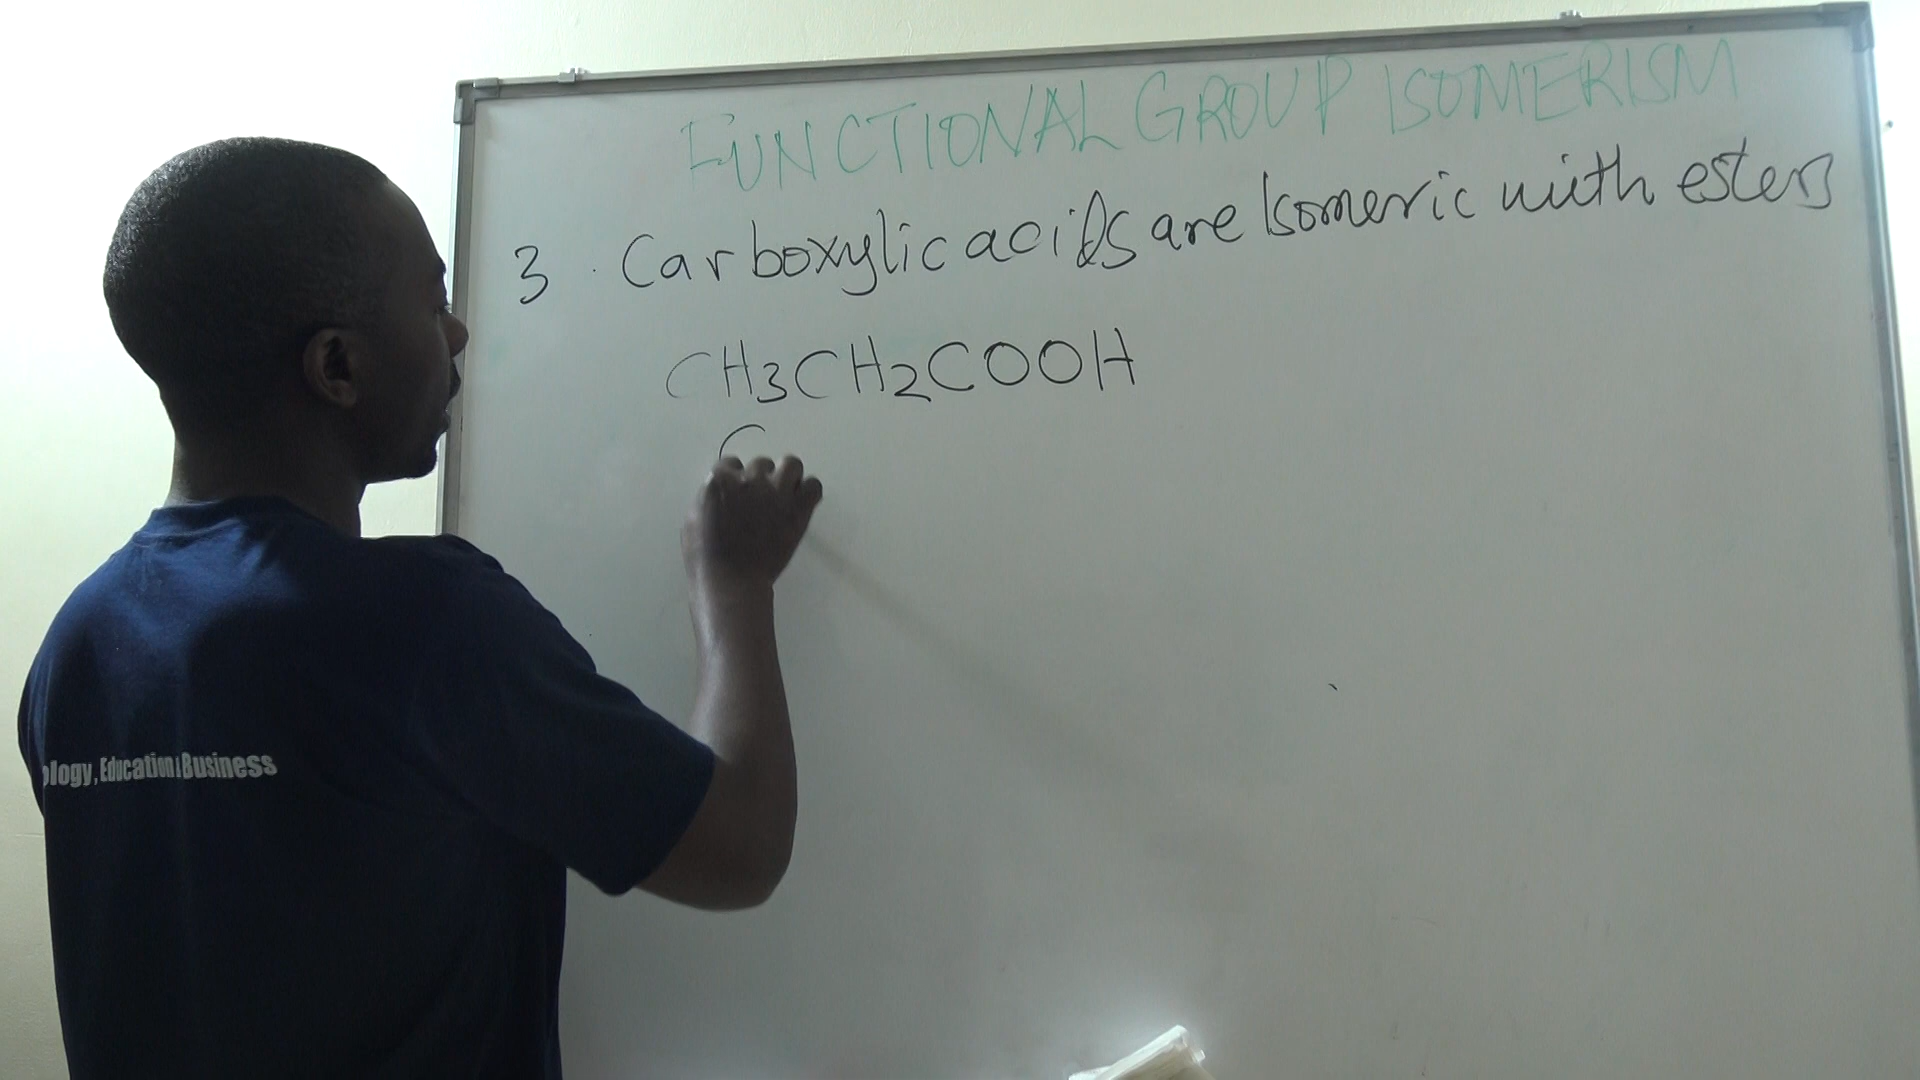 FUNCTIONAL GROUP ISOMERISM
3. Carboxylic acids are Isomeric with esters
CH3CH2COOH
C
ology, Education & Business